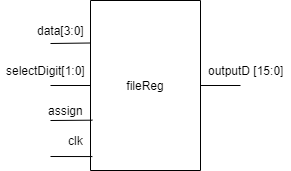 data[3:0]
selectDigit[1:0]
outputD [15:0]
fileReg
assign
clk